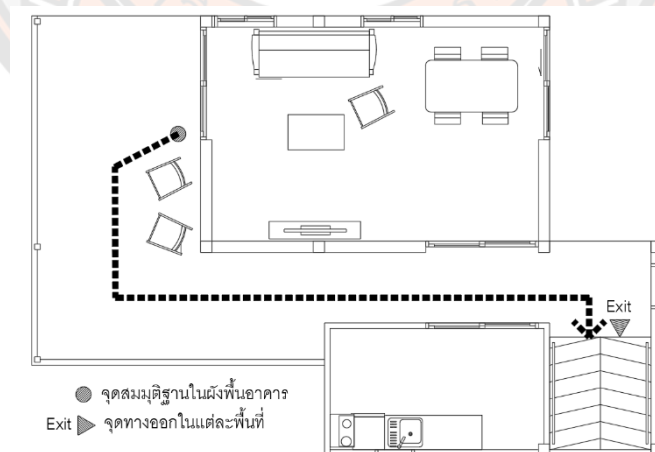 Exit
จุดสมมุติฐานในผังพื้นอาคาร
Exit จุดทางออกในแต่ละพื้นที่